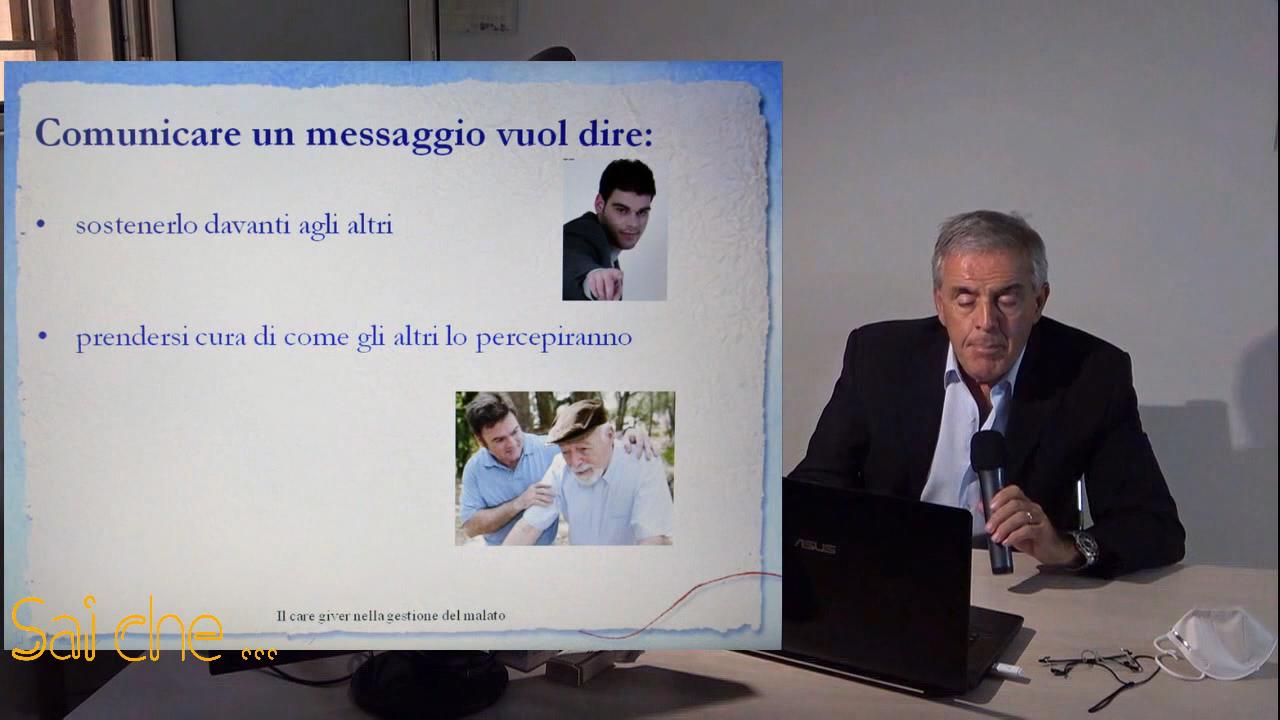 Comunicare un messaggio vuol dire:
• sostenerlo davanti agli altri
• prendersi cura di come gli altri lo percepiranno
Il care giver nella gestione del malato
Sai che ...
ASUS